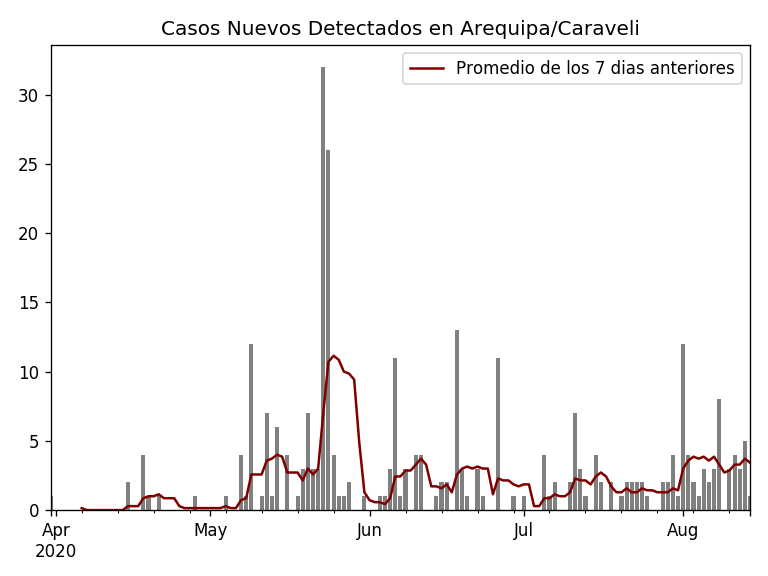 Casos Nuevos Detectados en Arequipa/Caraveli
Promedio de los 7 dias anteriores
30
25
20
15
10
5
0
Apr May Jun Jul Aug
2020